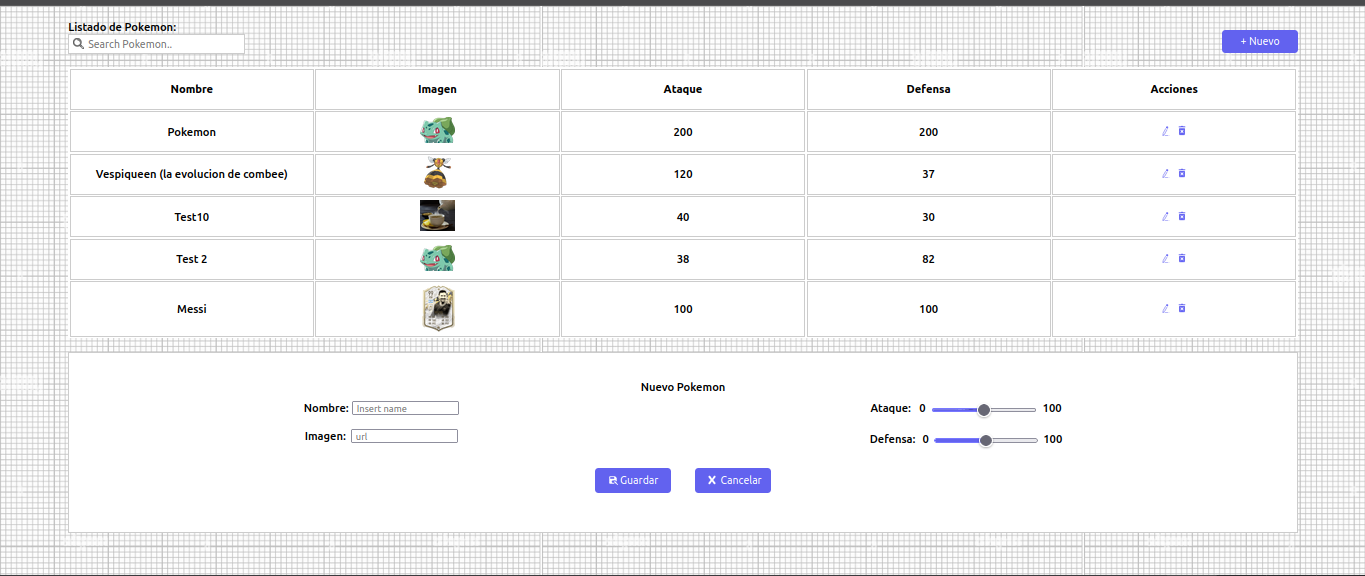 Listado de Pokemon:
Search Pokemon..
+ Nuevo
Nombre Imagen Ataque Defensa Acciones
Pokemon 200 200
Vespiqueen (la evolucion de combee) 120 37
Test10 40 30
Test 2 38 82
Messi 100 100
Nuevo Pokemon
Nombre: Insert name
Ataque: 0 100
Imagen: url
Defensa: 0 100
Guardar
Cancelar